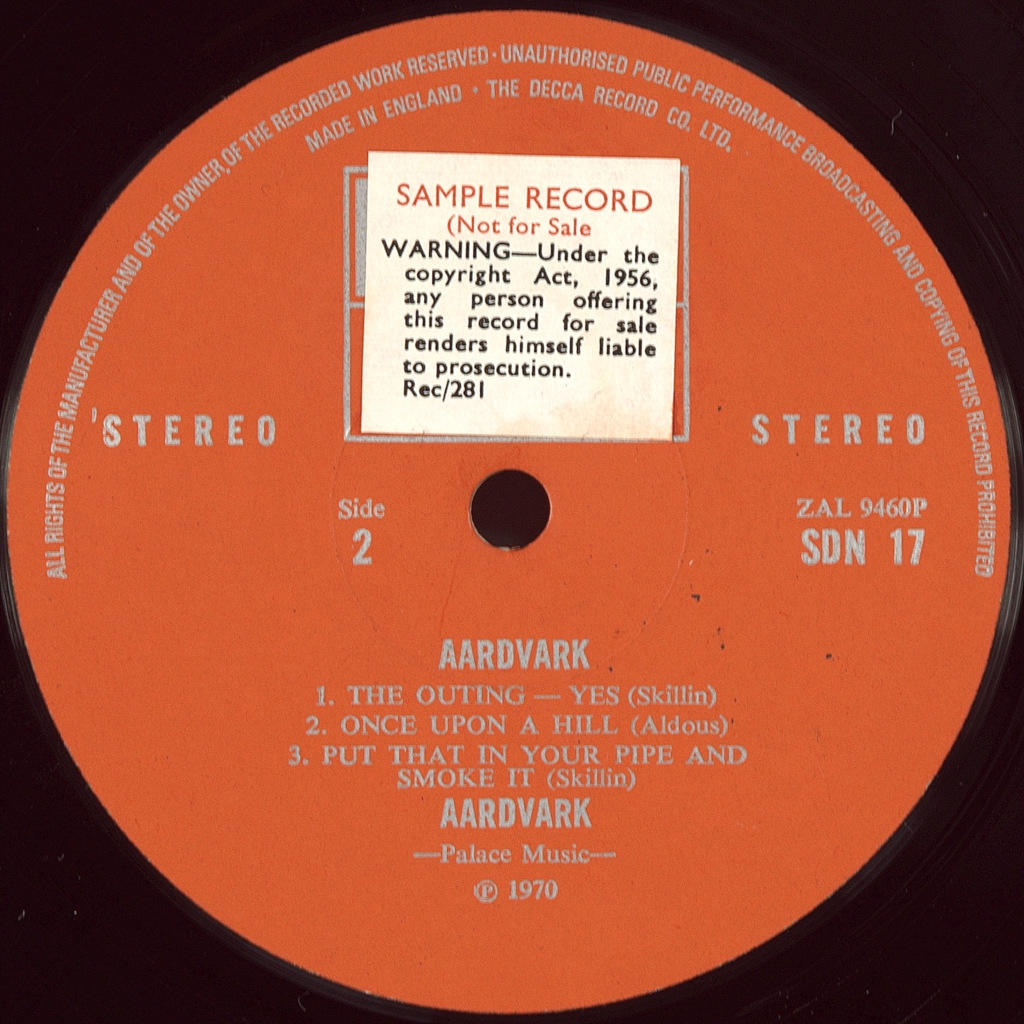 ALL RIGHTS OF THE MANUFACTURER AND OF THE OWNER OF THE RECORDED WORK RESERVED · UNAUTHORISED PUBLIC PERFORMANCE BROADCASTING AND COPYING OF THIS RECORD PROHIBITED
MADE IN ENGLAND · THE DECCA RECORD CO. LTD.
SAMPLE RECORD
(Not for Sale
WARNING—Under the
copyright Act, 1956,
any person offering
this record for sale
renders himself liable
to prosecution.
Rec/281
STEREO STEREO
Side ZAL 9460P
2 SDN 17
AARDVARK
1. THE OUTING — YES (Skillin)
2. ONCE UPON A HILL (Aldous)
3. PUT THAT IN YOUR PIPE AND
SMOKE IT (Skillin)
AARDVARK
—Palace Music—
℗ 1970